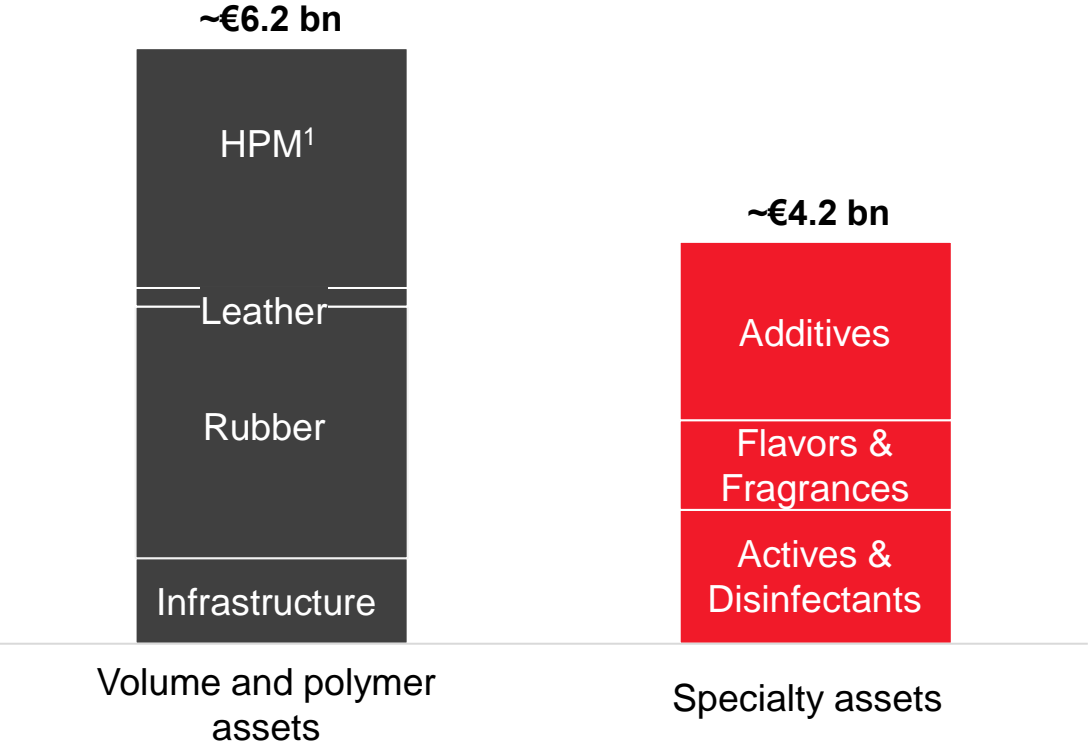 ~€6.2 bn
HPM¹
Leather
Rubber
Infrastructure
Volume and polymer
assets
~€4.2 bn
Additives
Flavors &
Fragrances
Actives &
Disinfectants
Specialty assets